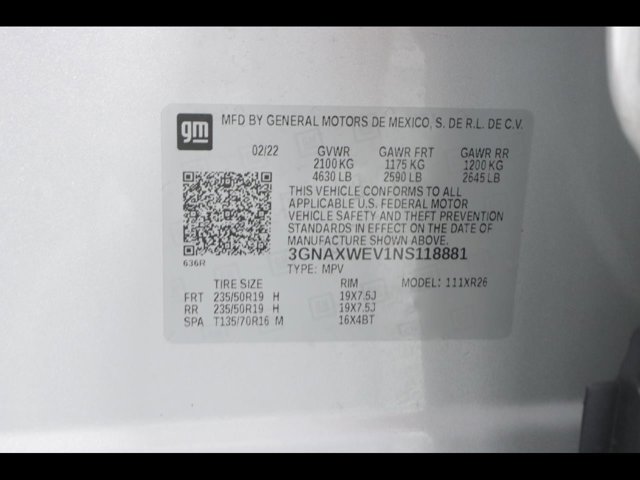 gm MFD BY GENERAL MOTORS DE MEXICO, S. DE R.L. DE C.V.
02/22 GVWR GAWR FRT GAWR RR
2100 KG 1175 KG 1200 KG
4630 LB 2590 LB 2645 LB
THIS VEHICLE CONFORMS TO ALL
APPLICABLE U.S. FEDERAL MOTOR
VEHICLE SAFETY AND THEFT PREVENTION
STANDARDS IN EFFECT ON THE DATE OF
MANUFACTURE SHOWN ABOVE.
636R 3GNAXWEV1NS118881
TYPE: MPV MODEL: 111XR26
TIRE SIZE RIM
FRT 235/50R19 H 19X7.5J
RR 235/50R19 H 19X7.5J
SPA T135/70R16 M 16X4BT